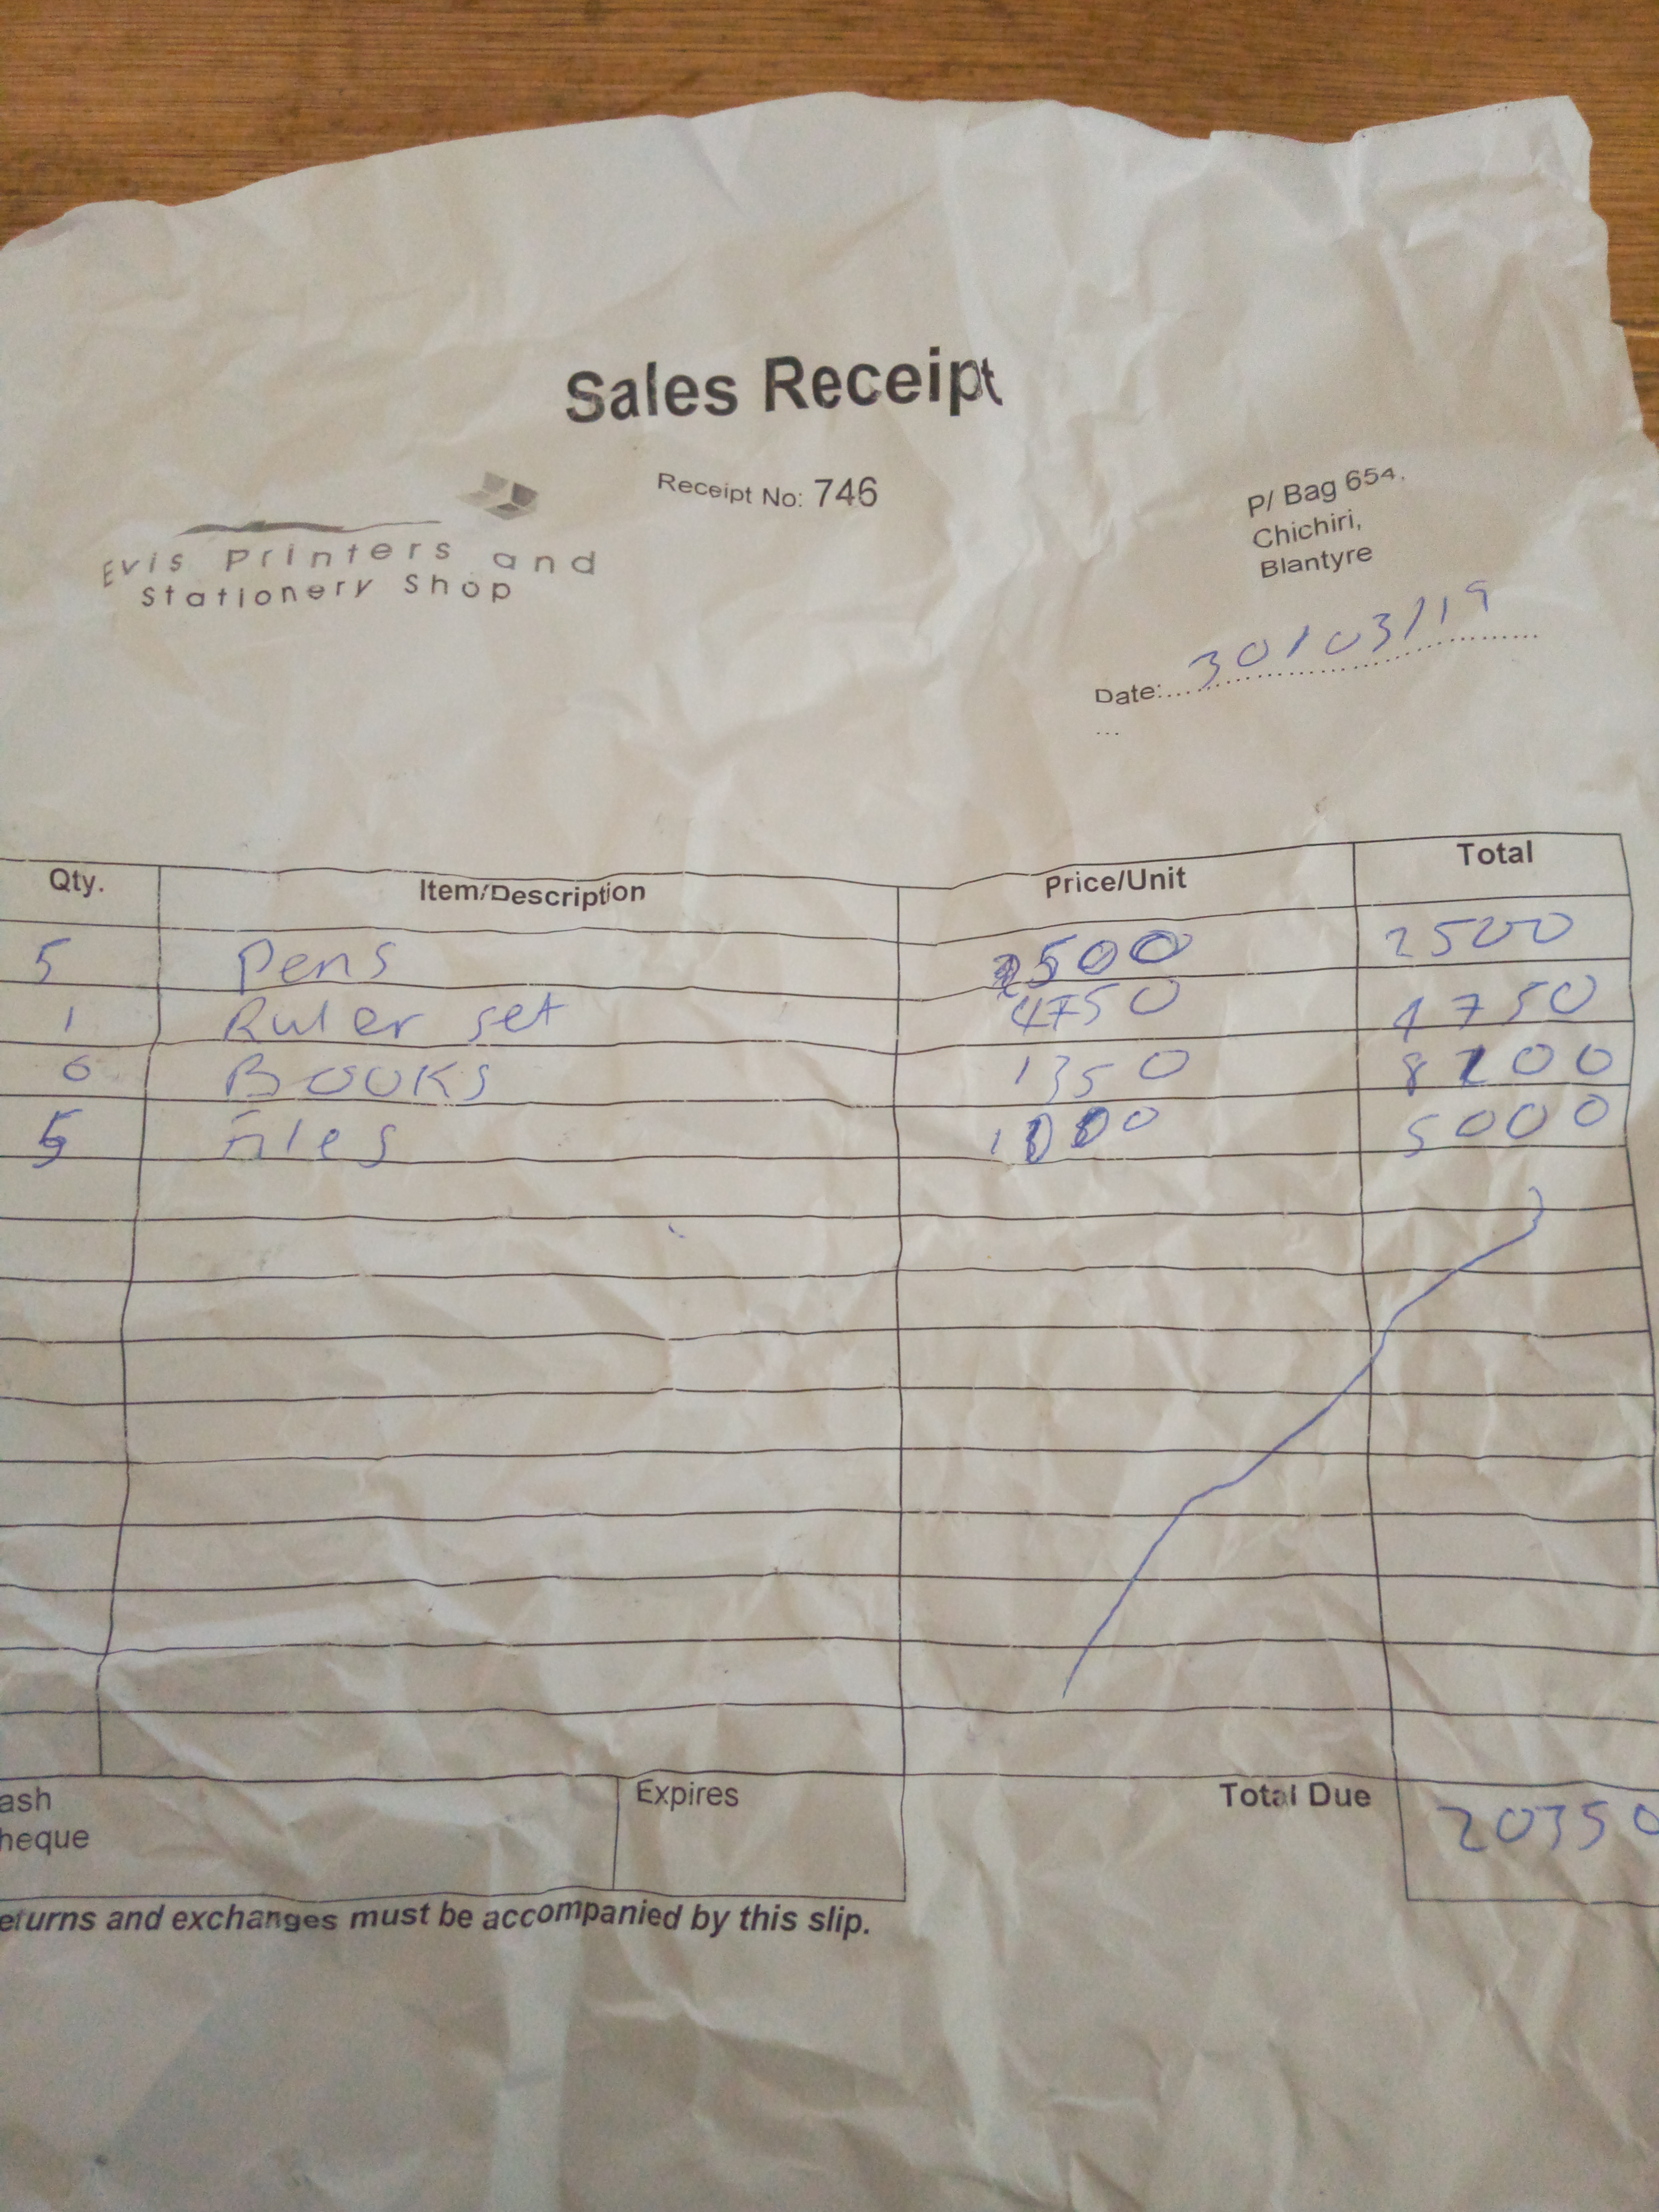 Sales Receipt
Receipt No: 746
Evis Printers and
Stationery Shop
P/ Bag 654,
Chichiri,
Blantyre
Date:.....30/03/19.....
...
Qty. Item/Description Price/Unit Total
5 Pens 500 2500
1 Ruler set 4750 4750
6 Books 1350 8100
5 Files 1000 5000
ash Expires Total Due 20350
heque
eturns and exchanges must be accompanied by this slip.